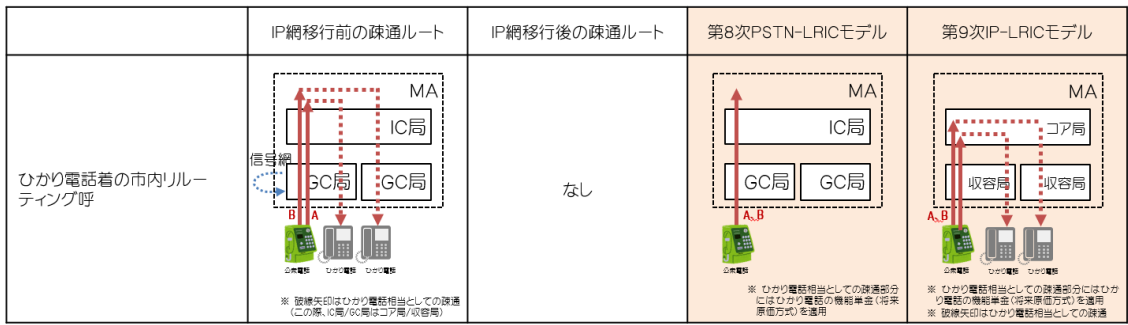 IP網移行前の疎通ルート
IP網移行後の疎通ルート
第8次PSTN-LRICモデル
第9次IP-LRICモデル
ひかり電話着の市内リルー
ティング呼
MA
IC局
信号網
GC局
GC局
B
A
公衆電話
ひかり電話
ひかり電話
※ 破線矢印はひかり電話相当としての疎通
(この際、IC局/GC局はコア局/収容局)
なし
MA
IC局
GC局
GC局
A、B
公衆電話
※ ひかり電話相当としての疎通部分
にはひかり電話の機能単金(将来
原価方式)を適用
MA
コア局
収容局
収容局
A、B
公衆電話
ひかり電話
ひかり電話
※ ひかり電話相当としての疎通部分にはひか
り電話の機能単金(将来原価方式)を適用
※ 破線矢印はひかり電話相当としての疎通